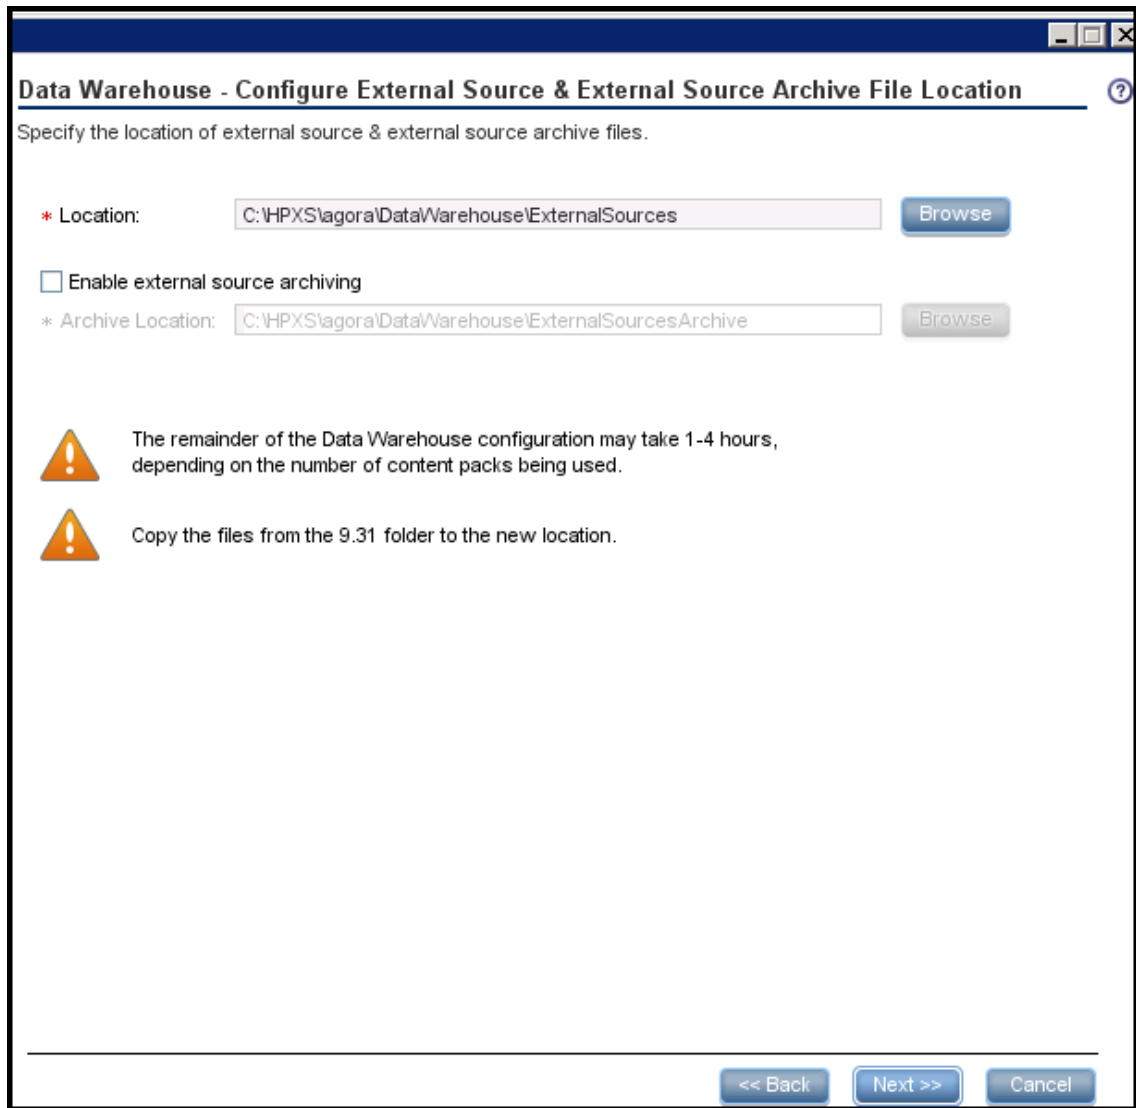 Data Warehouse - Configure External Source & External Source Archive File Location
?
Specify the location of external source & external source archive files.
* Location: C:\HPXS\agora\DataWarehouse\ExternalSources Browse
Enable external source archiving
* Archive Location: C:\HPXS\agora\DataWarehouse\ExternalSourcesArchive Browse
! The remainder of the Data Warehouse configuration may take 1-4 hours,
depending on the number of content packs being used.
! Copy the files from the 9.31 folder to the new location.
<< Back Next >> Cancel